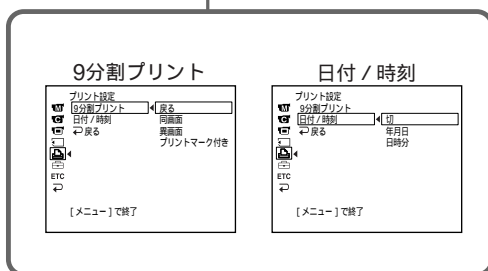 9分割プリント
プリント設定
9分割プリント 戻る
日付 / 時刻 同画面
戻る 異画面
プリントマーク付き
ETC
[ メニュー ] で終了
日付 / 時刻
プリント設定
9分割プリント
日付 / 時刻 切
戻る 年月日
日時分
ETC
[ メニュー ] で終了